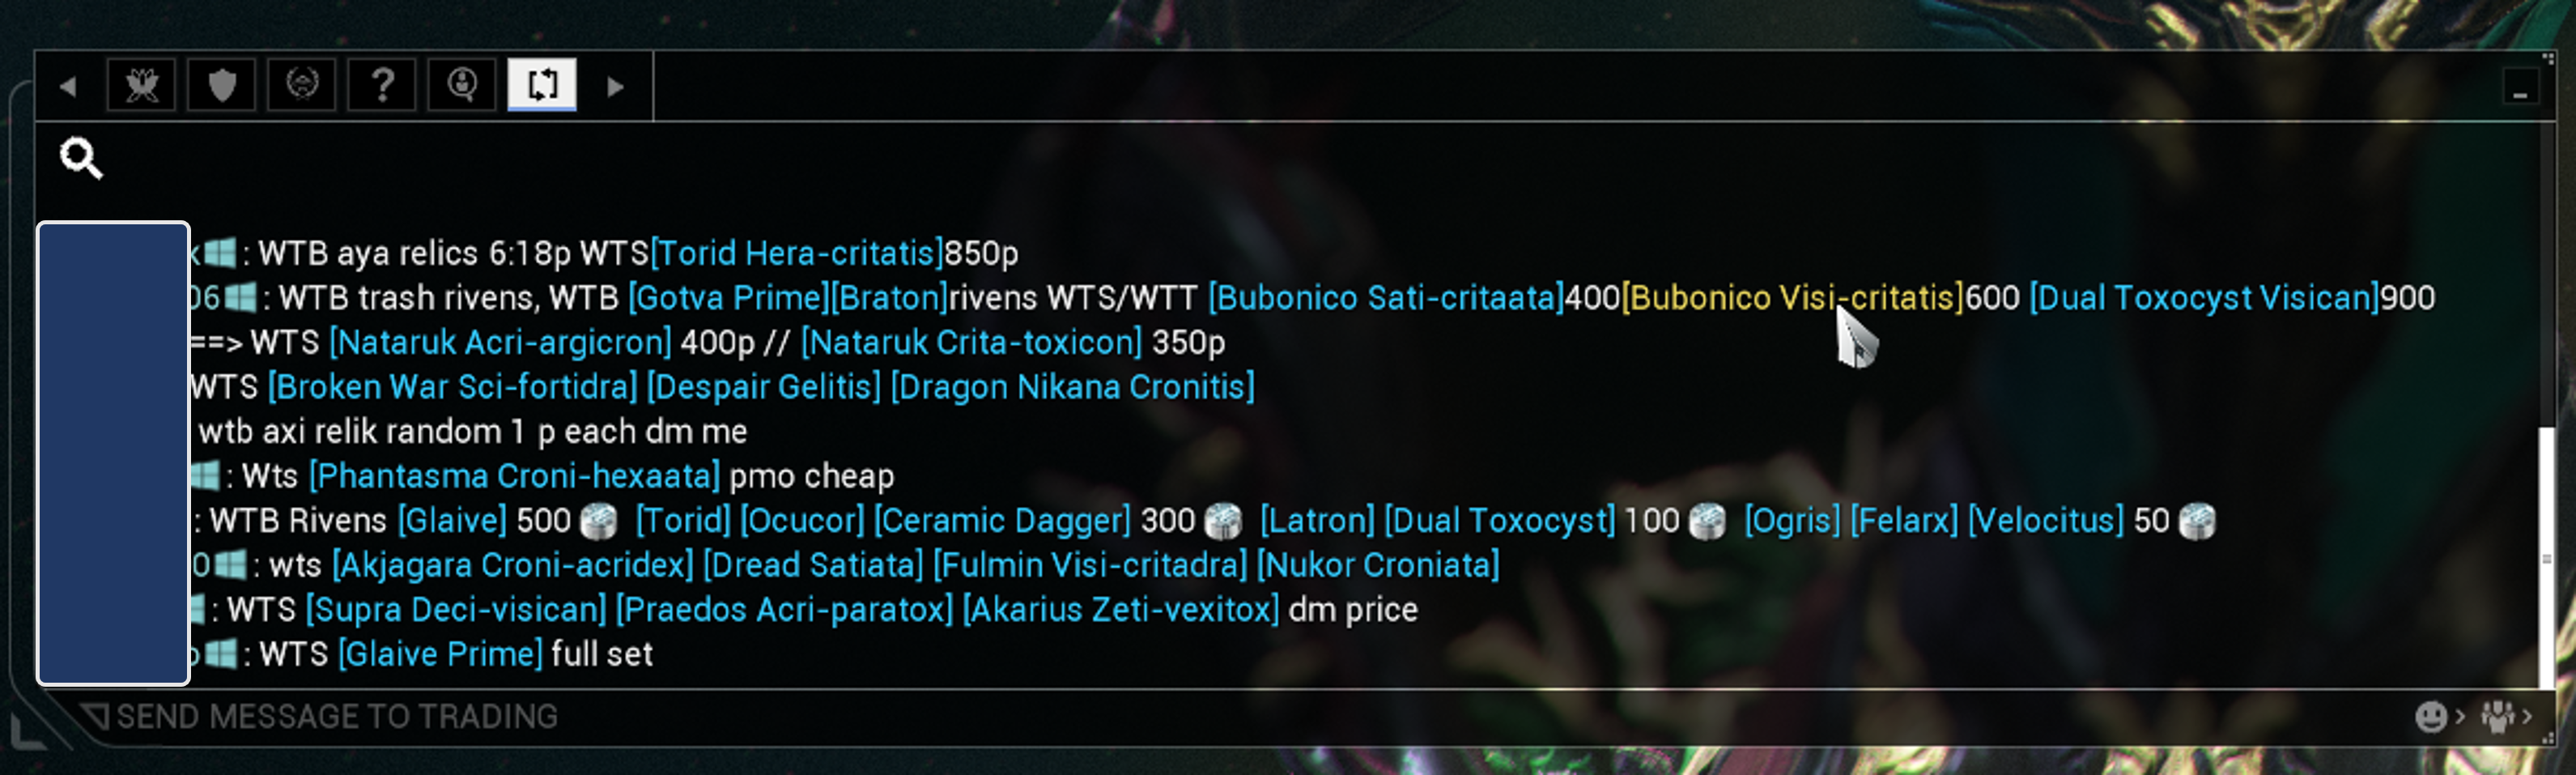 : WTB aya relics 6:18p WTS[Torid Hera-critatis]850p
06: WTB trash rivens, WTB [Gotva Prime][Braton]rivens WTS/WTT [Bubonico Sati-critaata]400[Bubonico Visi-critatis]600 [Dual Toxocyst Visican]900
==> WTS [Nataruk Acri-argicron] 400p // [Nataruk Crita-toxicon] 350p
WTS [Broken War Sci-fortidra] [Despair Gelitis] [Dragon Nikana Cronitis]
wtb axi relik random 1 p each dm me
: Wts [Phantasma Croni-hexaata] pmo cheap
: WTB Rivens [Glaive] 500 [Torid] [Ocucor] [Ceramic Dagger] 300 [Latron] [Dual Toxocyst] 100 [Ogris] [Felarx] [Velocitus] 50
0: wts [Akjagara Croni-acridex] [Dread Satiata] [Fulmin Visi-critadra] [Nukor Croniata]
: WTS [Supra Deci-visican] [Praedos Acri-paratox] [Akarius Zeti-vexitox] dm price
: WTS [Glaive Prime] full set
SEND MESSAGE TO TRADING